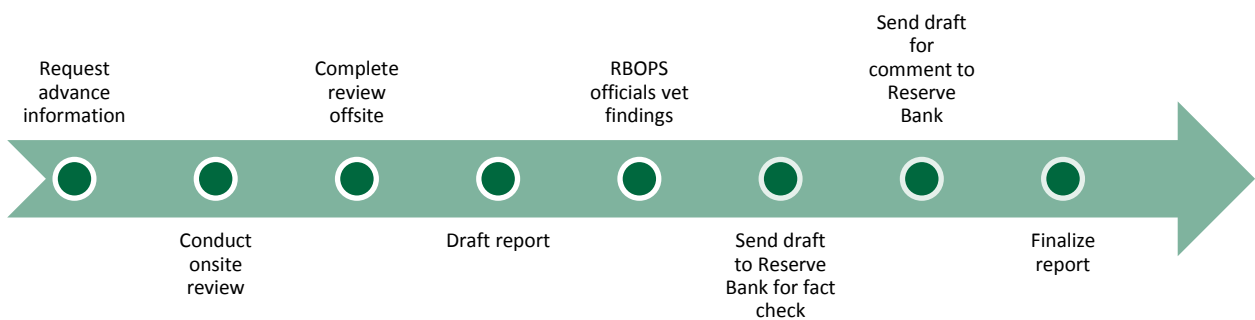 Request
advance
information
Conduct
onsite
review
Complete
review
offsite
Draft report
RBOPS
officials vet
findings
Send draft
to Reserve
Bank for fact
check
Send draft
for
comment to
Reserve
Bank
Finalize
report